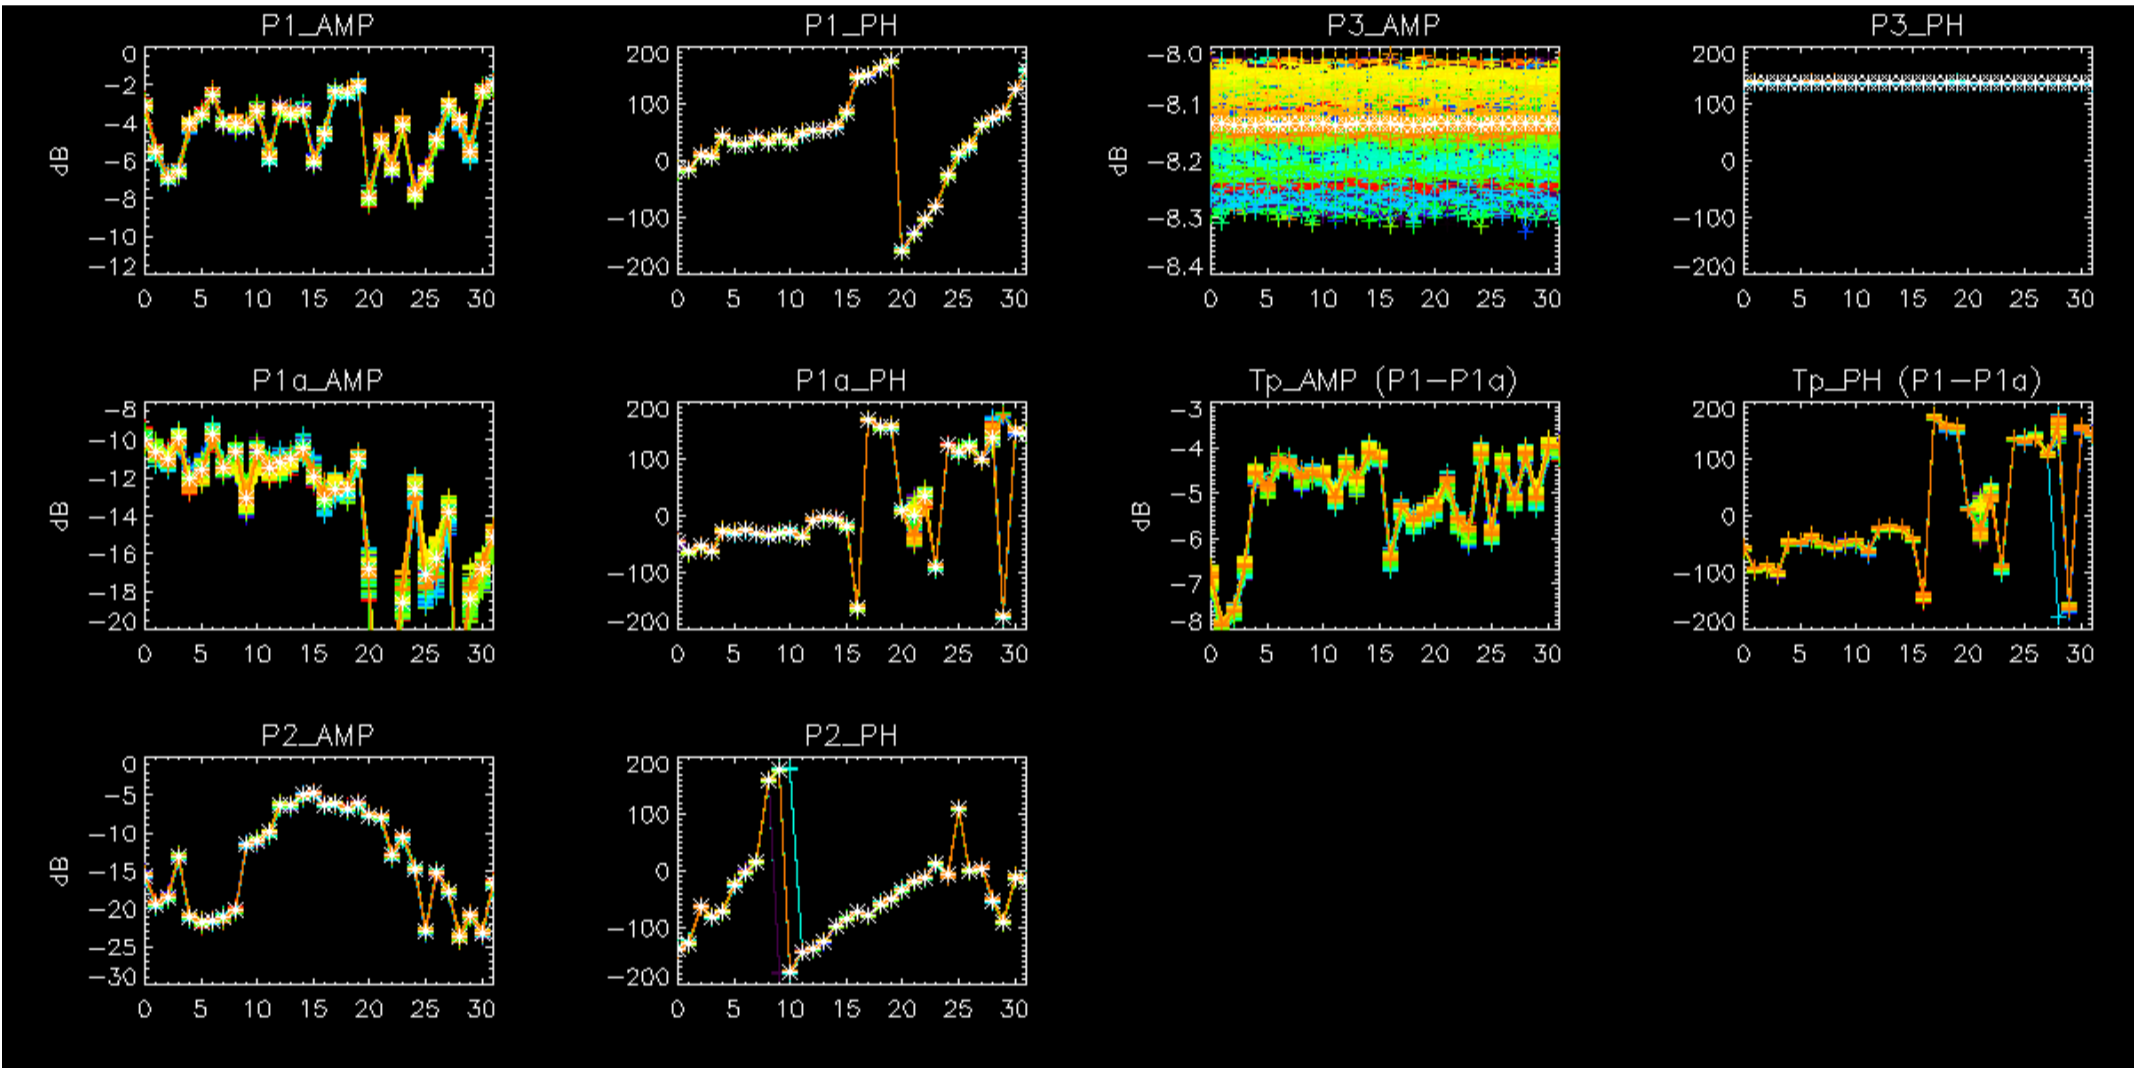 P1_AMP
0
−2
−4
−6
−8
−10
−12
dB
0 5 10 15 20 25 30
P1_PH
200
100
0
−100
−200
0 5 10 15 20 25 30
P3_AMP
−8.0
−8.1
−8.2
−8.3
−8.4
dB
0 5 10 15 20 25 30
P3_PH
200
100
0
−100
−200
0 5 10 15 20 25 30
P1a_AMP
−8
−10
−12
−14
−16
−18
−20
dB
0 5 10 15 20 25 30
P1a_PH
200
100
0
−100
−200
0 5 10 15 20 25 30
Tp_AMP (P1−P1a)
−3
−4
−5
−6
−7
−8
dB
0 5 10 15 20 25 30
Tp_PH (P1−P1a)
200
100
0
−100
−200
0 5 10 15 20 25 30
P2_AMP
0
−5
−10
−15
−20
−25
−30
dB
0 5 10 15 20 25 30
P2_PH
200
100
0
−100
−200
0 5 10 15 20 25 30